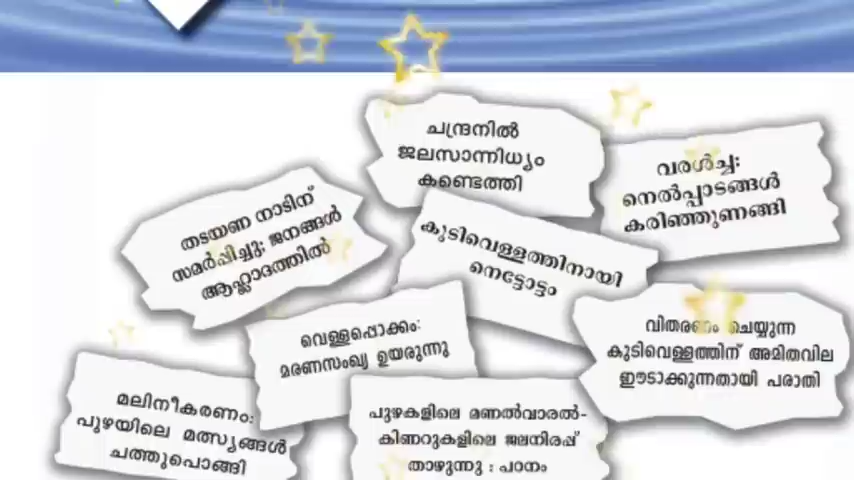 ചന്ദ്രനിൽ
ജലസാന്നിധ്യം
കണ്ടെത്തി
വരൾച്ച:
നെൽപ്പാടങ്ങൾ
കരിഞ്ഞുണങ്ങി
തടയണ നാടിന്
സമർപ്പിച്ചു; ജനങ്ങൾ
ആഹ്ലാദത്തിൽ
കുടിവെള്ളത്തിനായി
നെട്ടോട്ടം
വെള്ളപ്പൊക്കം:
മരണസംഖ്യ ഉയരുന്നു
വിതരണം ചെയ്യുന്ന
കുടിവെള്ളത്തിന് അമിതവില
ഈടാക്കുന്നതായി പരാതി
മലിനീകരണം:
പുഴയിലെ മത്സ്യങ്ങൾ
ചത്തുപൊങ്ങി
പുഴകളിലെ മണൽവാരൽ-
കിണറുകളിലെ ജലനിരപ്പ്
താഴുന്നു : പഠനം